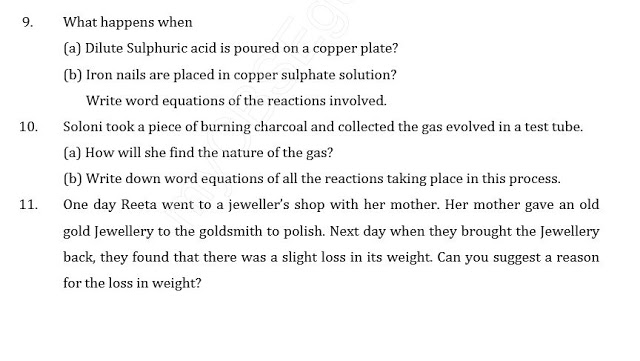 9. What happens when
(a) Dilute Sulphuric acid is poured on a copper plate?
(b) Iron nails are placed in copper sulphate solution?
Write word equations of the reactions involved.
10. Soloni took a piece of burning charcoal and collected the gas evolved in a test tube.
(a) How will she find the nature of the gas?
(b) Write down word equations of all the reactions taking place in this process.
11. One day Reeta went to a jeweller's shop with her mother. Her mother gave an old
gold Jewellery to the goldsmith to polish. Next day when they brought the Jewellery
back, they found that there was a slight loss in its weight. Can you suggest a reason
for the loss in weight?